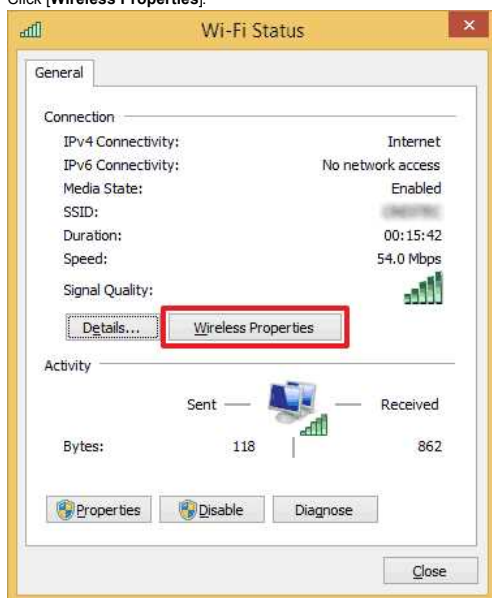 Click [Wireless Properties].
Wi-Fi Status
General
Connection
IPv4 Connectivity: Internet
IPv6 Connectivity: No network access
Media State: Enabled
SSID:
Duration: 00:15:42
Speed: 54.0 Mbps
Signal Quality:
Details... Wireless Properties
Activity
Sent — — Received
Bytes: 118 862
Properties Disable Diagnose
Close